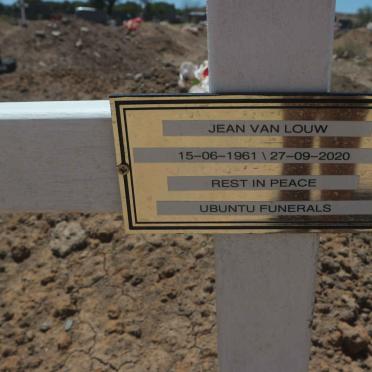 JEAN VAN LOUW
15-06-1961 \ 27-09-2020
REST IN PEACE
UBUNTU FUNERALS